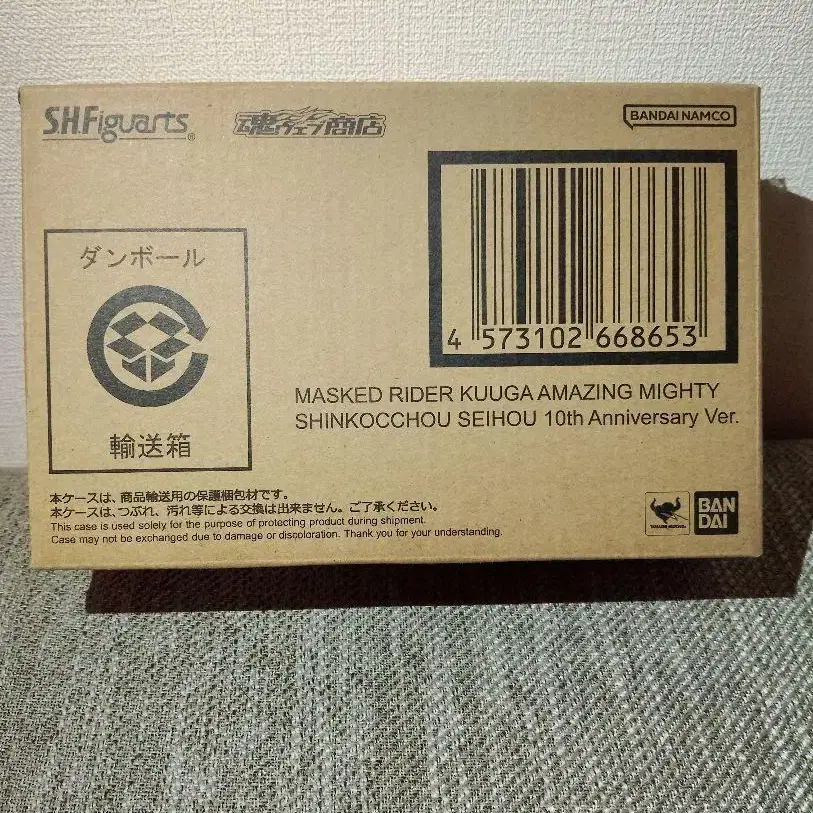 S.H.Figuarts®
魂ウェブ商店
BANDAI NAMCO
ダンボール
輸送箱
4 573102 668653
MASKED RIDER KUUGA AMAZING MIGHTY
SHINKOCCHOU SEIHOU 10th Anniversary Ver.
本ケースは、商品輸送用の保護梱包材です。
本ケースは、つぶれ、汚れ等による交換は出来ません。ご了承ください。
This case is used solely for the purpose of protecting product during shipment.
Case may not be exchanged due to damage or discoloration. Thank you for your understanding.
BAN
DAI